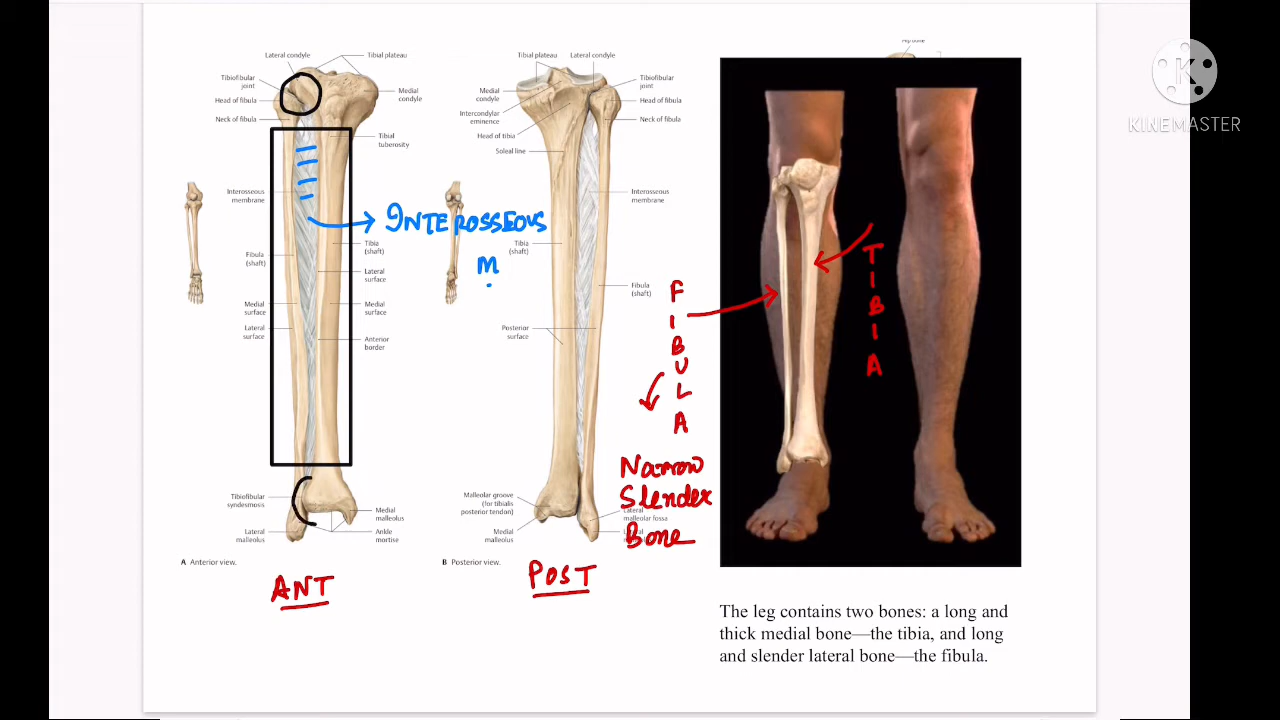 Lateral condyle
Tibial plateau
Tibiofibular
joint
Head of fibula
Neck of fibula
Medial
condyle
Tibial
tuberosity
Interosseous
membrane
INTEROSSEOUS
M
Tibia
(shaft)
Fibula
(shaft)
Lateral
surface
Medial
surface
Medial
surface
Lateral
surface
Anterior
border
Tibiofibular
syndesmosis
Medial
malleolus
Lateral
malleolus
Ankle
mortise
A Anterior view.
ANT
Tibial plateau
Lateral condyle
Medial
condyle
Tibiofibular
joint
Head of fibula
Intercondylar
eminence
Neck of fibula
Head of tibia
Soleal line
Interosseous
membrane
Tibia
(shaft)
Fibula
(shaft)
Posterior
surface
Malleolar groove
(for tibialis
posterior tendon)
Lateral
malleolar fossa
Medial
malleolus
B Posterior view.
POST
FIBULA
Narrow
Slender
Bone
TIBIA
Hip bone
K
KINEMASTER
The leg contains two bones: a long and
thick medial bone—the tibia, and long
and slender lateral bone—the fibula.